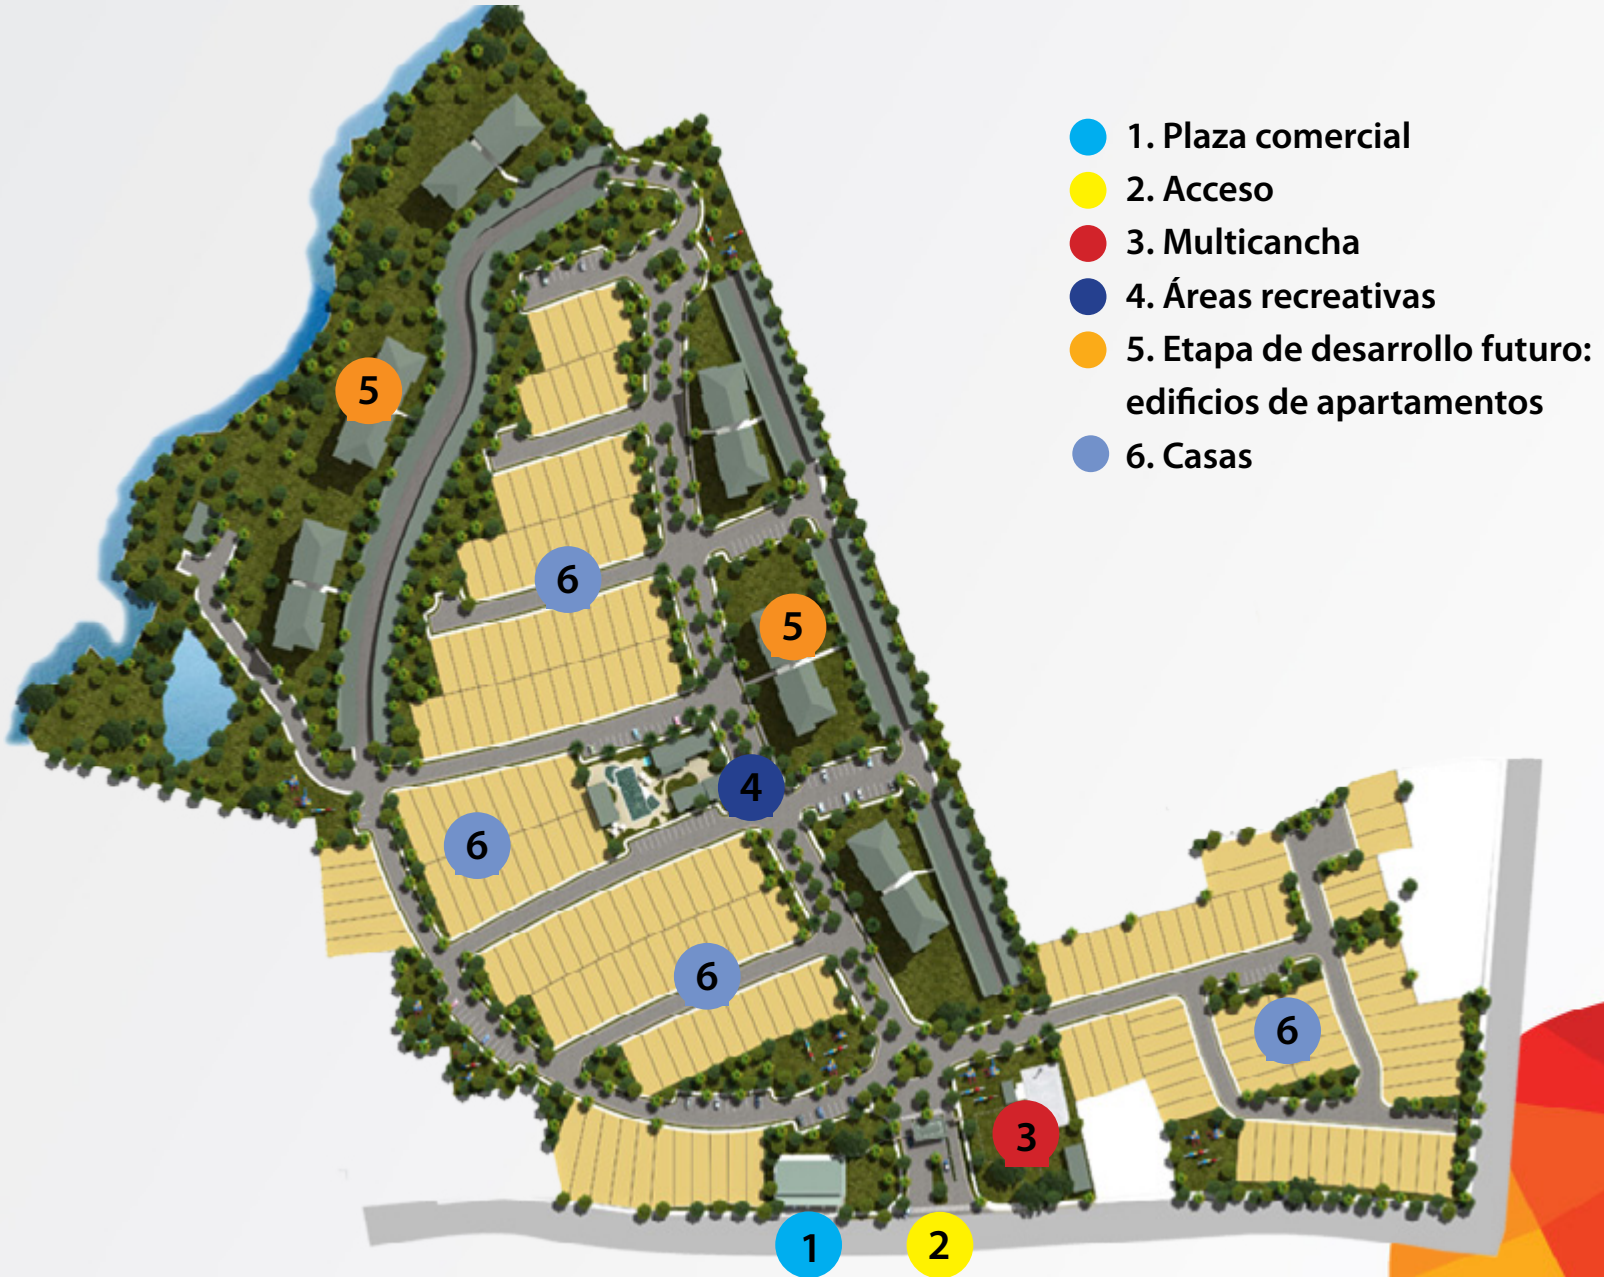 1. Plaza comercial
2. Acceso
3. Multicancha
4. Áreas recreativas
5. Etapa de desarrollo futuro:
edificios de apartamentos
6. Casas
5
6
5
4
6
6
6
3
1
2